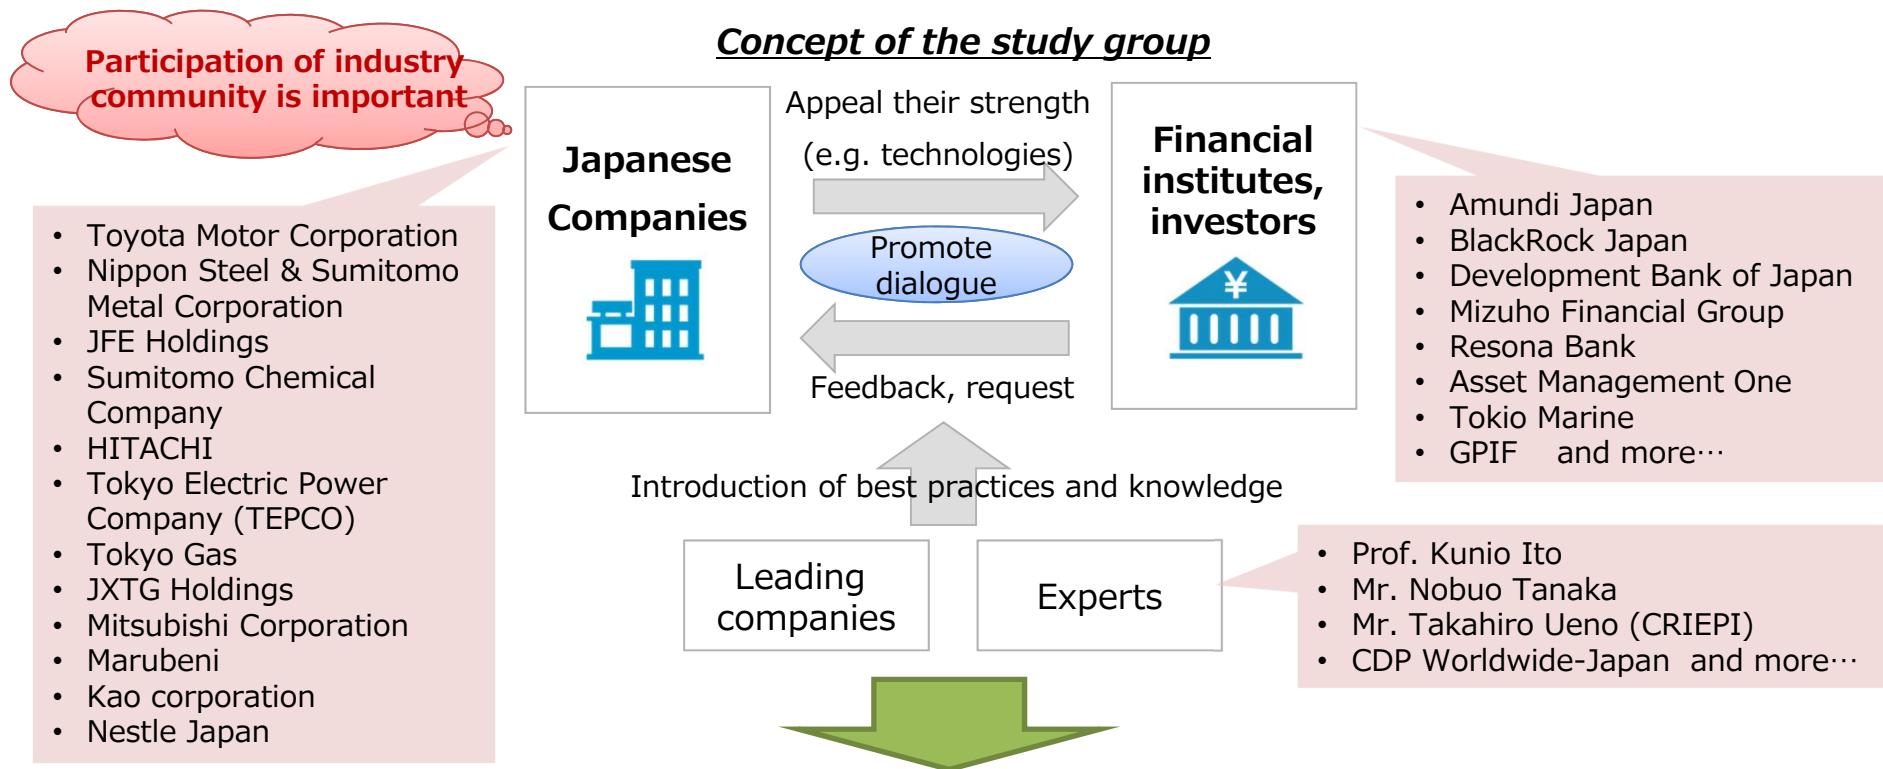 Concept of the study group
Participation of industry
community is important
Japanese
Companies
Appeal their strength
(e.g. technologies)
Promote
dialogue
Feedback, request
Financial
institutes,
investors
¥
• Toyota Motor Corporation
• Nippon Steel & Sumitomo
Metal Corporation
• JFE Holdings
• Sumitomo Chemical
Company
• HITACHI
• Tokyo Electric Power
Company (TEPCO)
• Tokyo Gas
• JXTG Holdings
• Mitsubishi Corporation
• Marubeni
• Kao corporation
• Nestle Japan
• Amundi Japan
• BlackRock Japan
• Development Bank of Japan
• Mizuho Financial Group
• Resona Bank
• Asset Management One
• Tokio Marine
• GPIF and more…
Introduction of best practices and knowledge
Leading
companies
Experts
• Prof. Kunio Ito
• Mr. Nobuo Tanaka
• Mr. Takahiro Ueno (CRIEPI)
• CDP Worldwide-Japan and more…